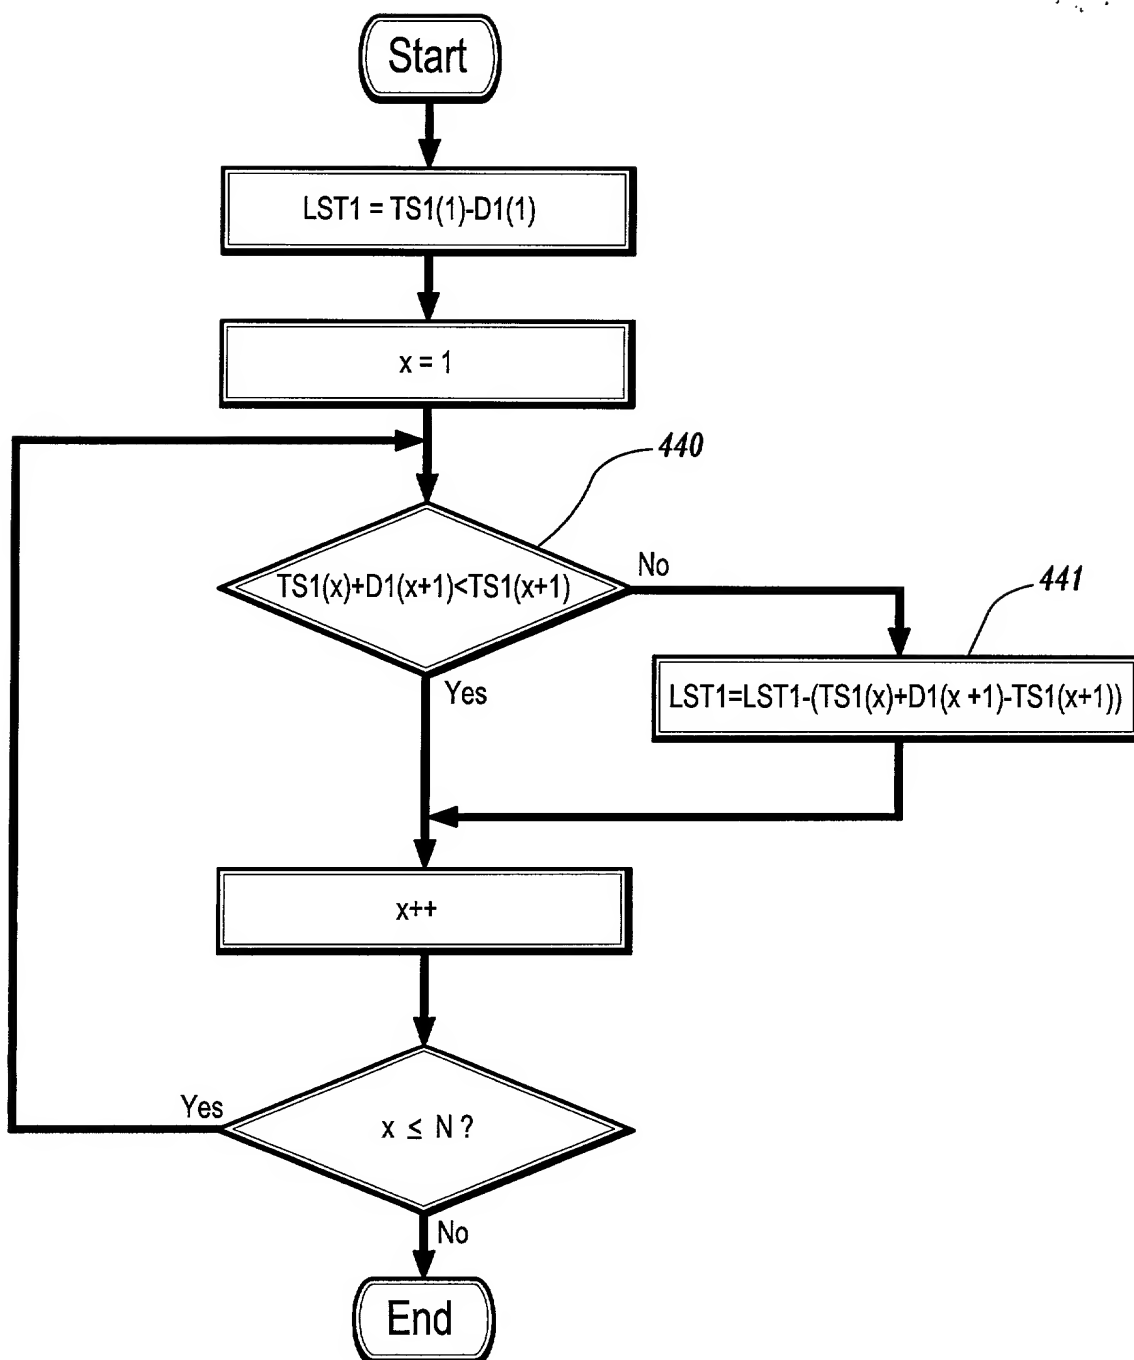 Start
LST1 = TS1(1)-D1(1)
x = 1
440
TS1(x)+D1(x+1)<TS1(x+1)
No
441
Yes
LST1=LST1-(TS1(x)+D1(x +1)-TS1(x+1))
x++
Yes
x ≤ N ?
No
End